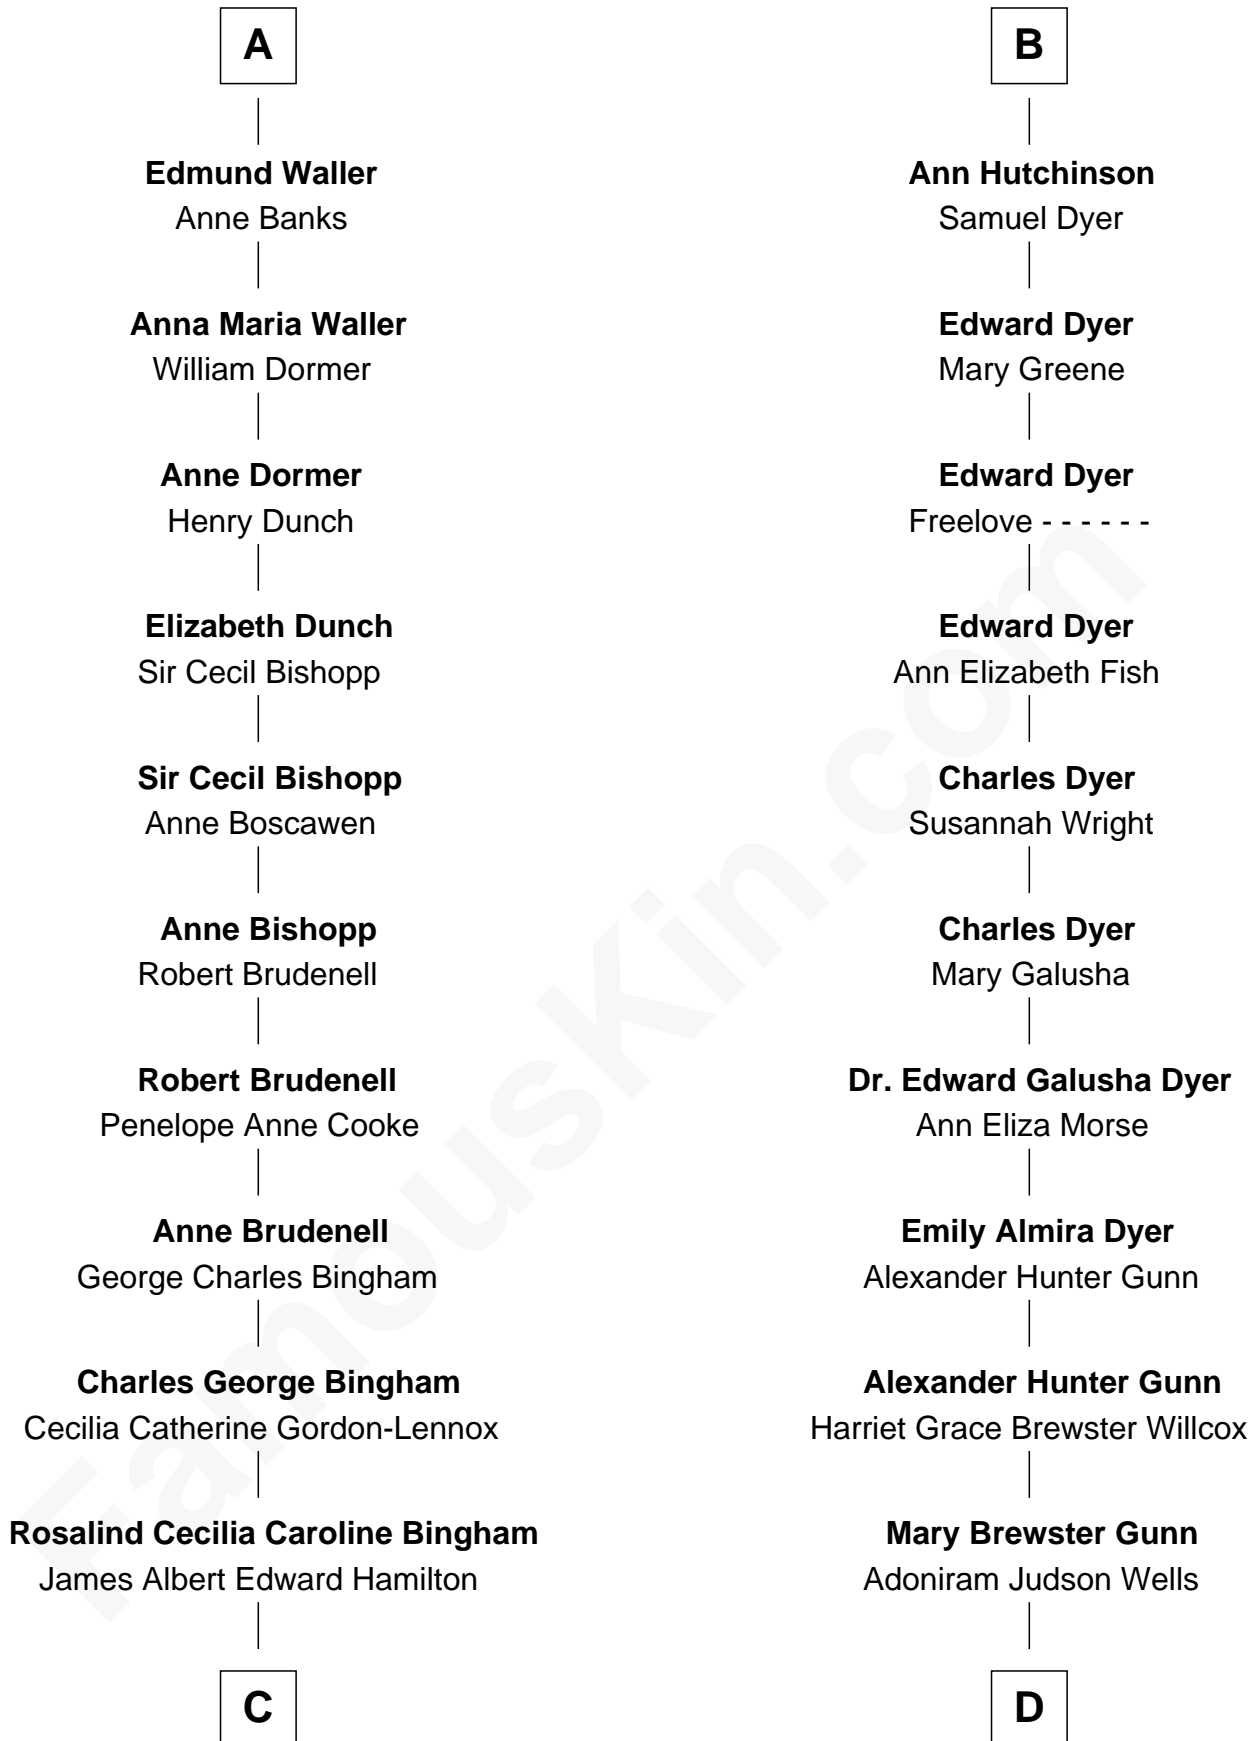 A
Edmund Waller
Anne Banks
Anna Maria Waller
William Dormer
Anne Dormer
Henry Dunch
Elizabeth Dunch
Sir Cecil Bishopp
Sir Cecil Bishopp
Anne Boscawen
Anne Bishopp
Robert Brudenell
Robert Brudenell
Penelope Anne Cooke
Anne Brudenell
George Charles Bingham
Charles George Bingham
Cecilia Catherine Gordon-Lennox
Rosalind Cecilia Caroline Bingham
James Albert Edward Hamilton
C
B
Ann Hutchinson
Samuel Dyer
Edward Dyer
Mary Greene
Edward Dyer
Freelove - - - - - -
Edward Dyer
Ann Elizabeth Fish
Charles Dyer
Susannah Wright
Charles Dyer
Mary Galusha
Dr. Edward Galusha Dyer
Ann Eliza Morse
Emily Almira Dyer
Alexander Hunter Gunn
Alexander Hunter Gunn
Harriet Grace Brewster Willcox
Mary Brewster Gunn
Adoniram Judson Wells
D
FamousKin.com